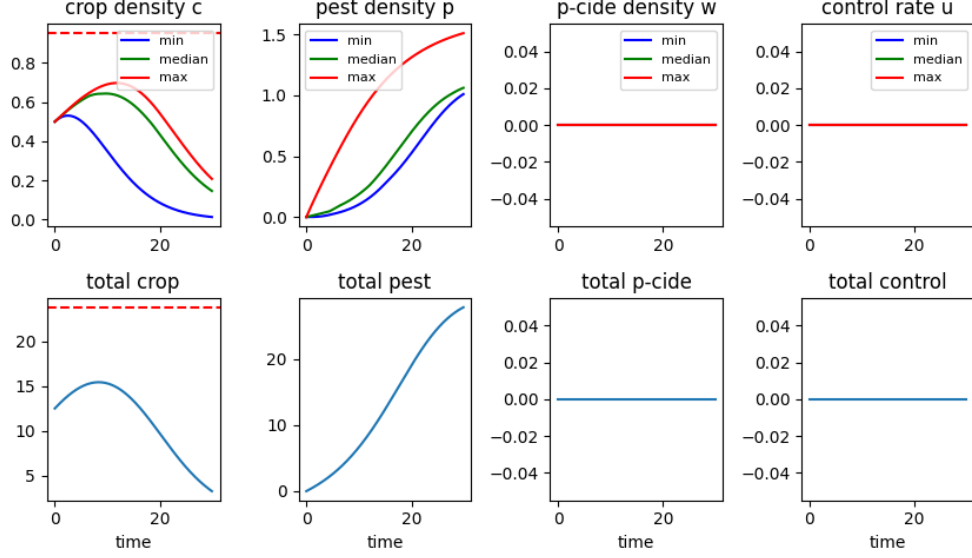 crop density c
pest density p
p-cide density w
control rate u
min
median
max
0.8
0.6
0.4
0.2
0.0
0
20
min
median
max
1.5
1.0
0.5
0.0
0
20
min
median
max
0.04
0.02
0.00
−0.02
−0.04
0
20
min
median
max
0.04
0.02
0.00
−0.02
−0.04
0
20
total crop
total pest
total p-cide
total control
20
15
10
5
0
20
time
20
10
0
0
20
time
0.04
0.02
0.00
−0.02
−0.04
0
20
time
0.04
0.02
0.00
−0.02
−0.04
0
20
time